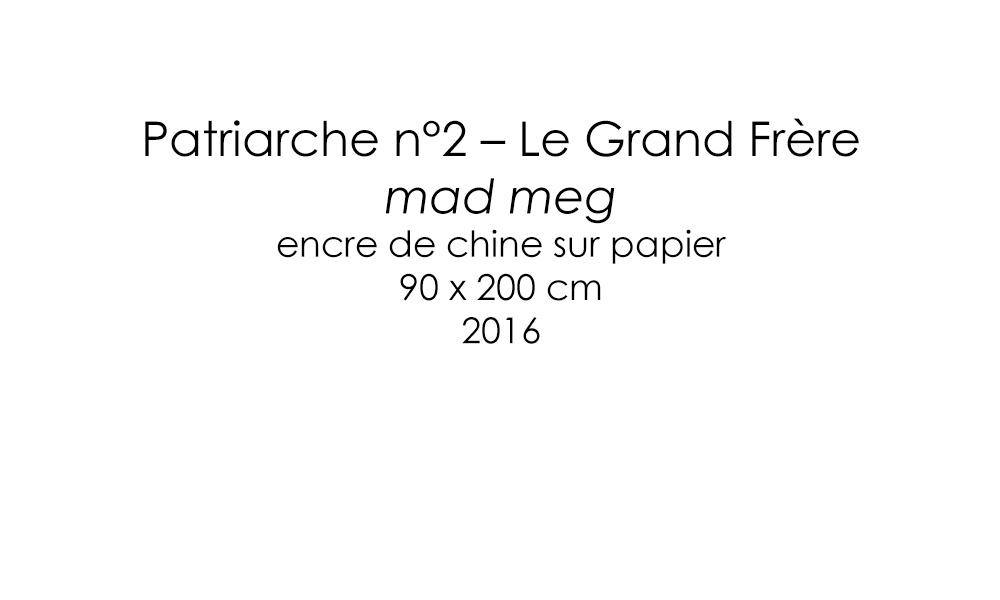 Patriarche n°2 – Le Grand Frère
mad meg
encre de chine sur papier
90 x 200 cm
2016